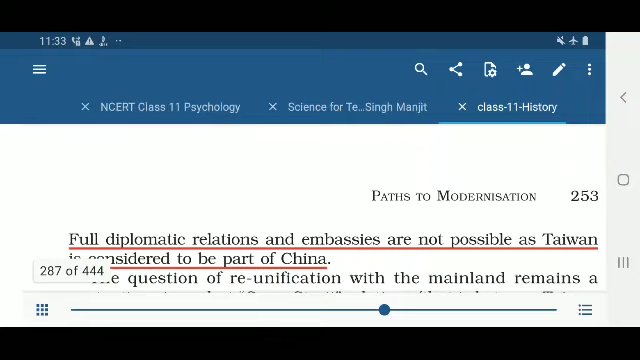 11:33
NCERT Class 11 Psychology
Science for Te...Singh Manjit
class-11-History
PATHS TO MODERNISATION 253
Full diplomatic relations and embassies are not possible as Taiwan
is considered to be part of China.
287 of 444
The question of re-unification with the mainland remains a